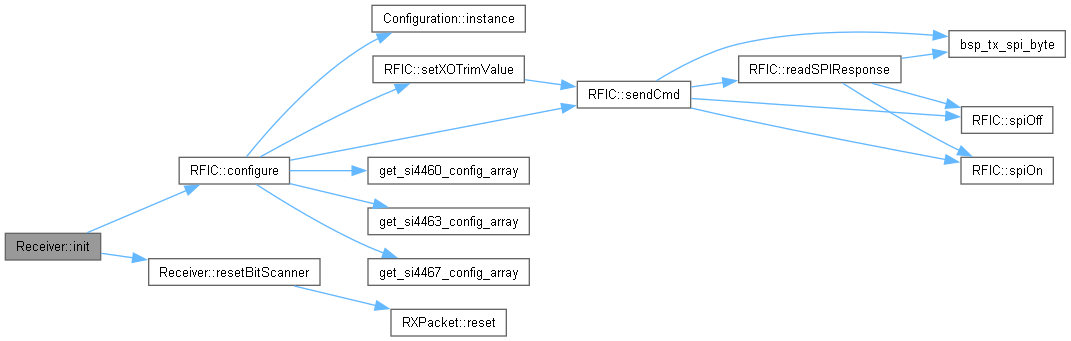 Configuration::instance
bsp_tx_spi_byte
RFIC::setXOTrimValue
RFIC::readSPIResponse
RFIC::sendCmd
RFIC::spiOff
RFIC::configure
get_si4460_config_array
RFIC::spiOn
get_si4463_config_array
Receiver::init
Receiver::resetBitScanner
get_si4467_config_array
RXPacket::reset